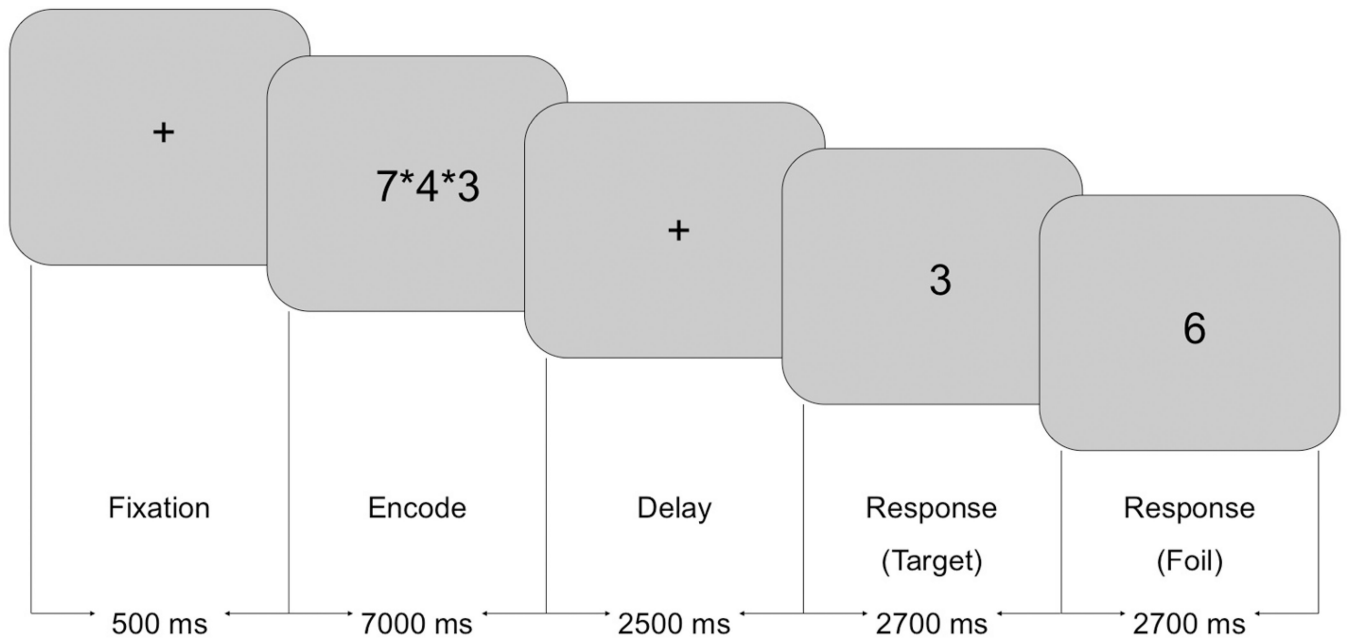 +
7*4*3
+
3
6
Fixation
Encode
Delay
Response
(Target)
Response
(Foil)
500 ms
7000 ms
2500 ms
2700 ms
2700 ms